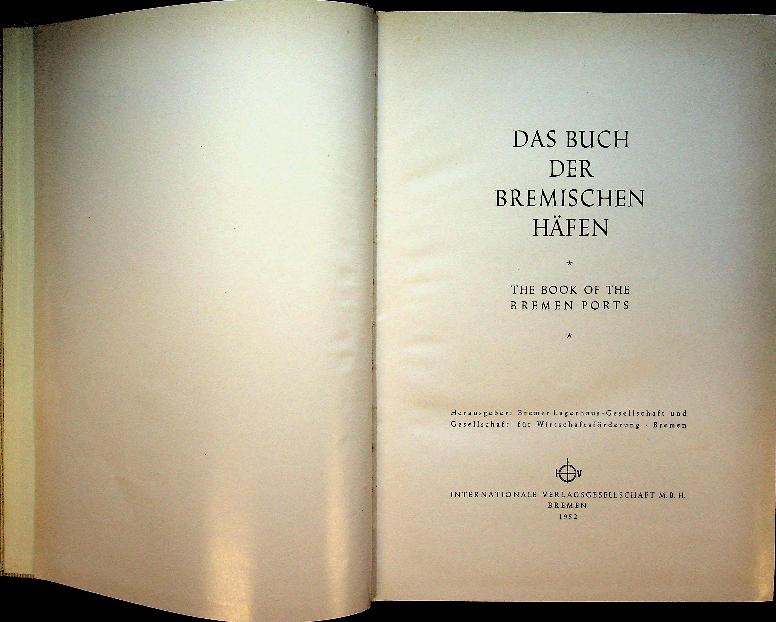 DAS BUCH
DER
BREMISCHEN
HÄFEN
*
THE BOOK OF THE
BREMEN PORTS
*
Herausgeber: Bremer Lagerhaus-Gesellschaft und
Gesellschaft für Wirtschaftsförderung · Bremen
V
INTERNATIONALE VERLAGSGESELLSCHAFT M.B.H.
BREMEN
1952